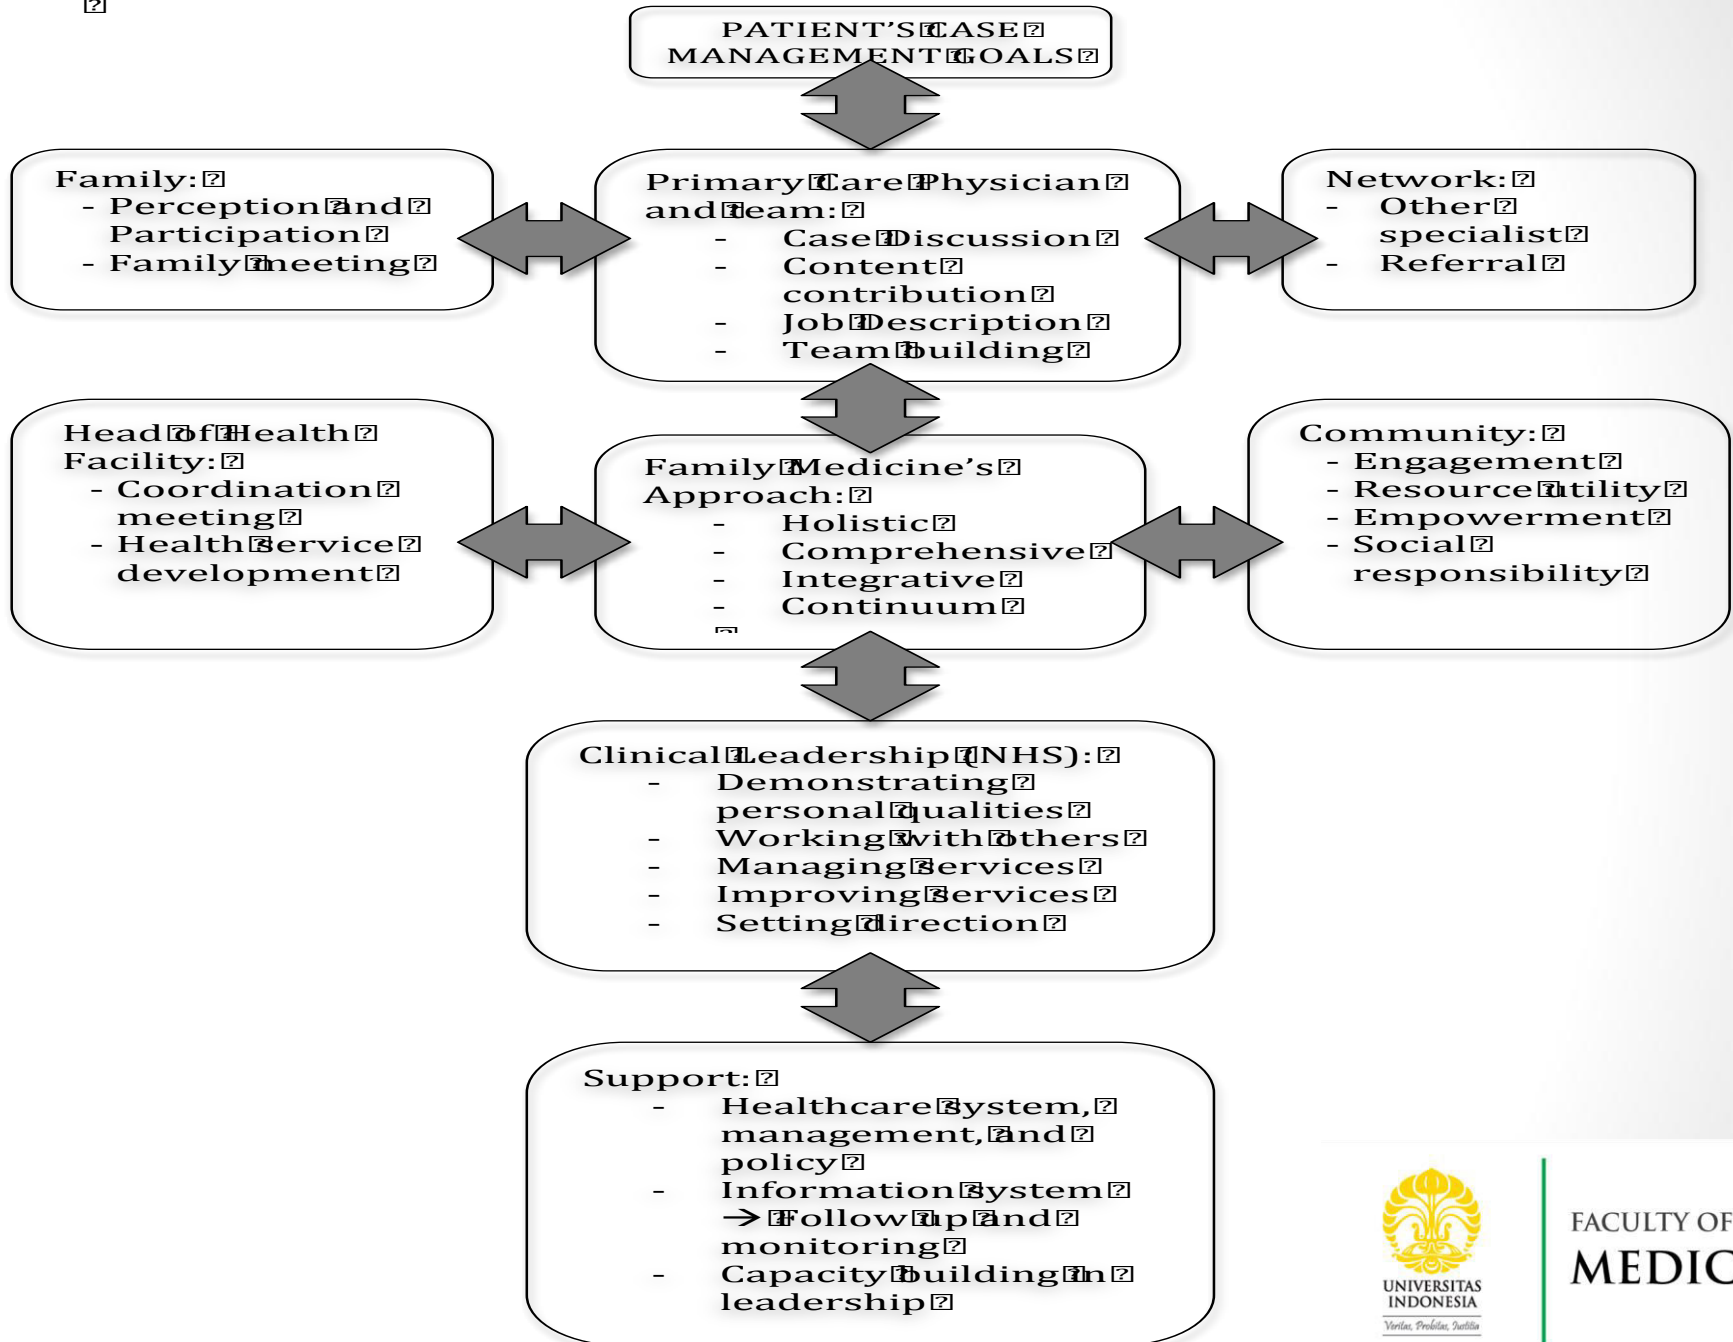 PATIENT'S CASE
MANAGEMENT GOALS
Family:
- Perception and
Participation
- Family meeting
Primary Care Physician
and team:
- Case Discussion
- Content
contribution
- Job Description
- Team building
Network:
- Other
specialist
- Referral
Head of Health
Facility:
- Coordination
meeting
- Health service
development
Family Medicine's
Approach:
- Holistic
- Comprehensive
- Integrative
- Continuum
Community:
- Engagement
- Resource utility
- Empowerment
- Social
responsibility
Clinical Leadership (NHS):
- Demonstrating
personal qualities
- Working with others
- Managing services
- Improving services
- Setting direction
Support:
- Healthcare system,
management, and
policy
- Information system
→ Follow up and
monitoring
- Capacity building in
leadership
UNIVERSITAS
INDONESIA
Veritas, Probitas, Justitia
FACULTY OF
MEDIC